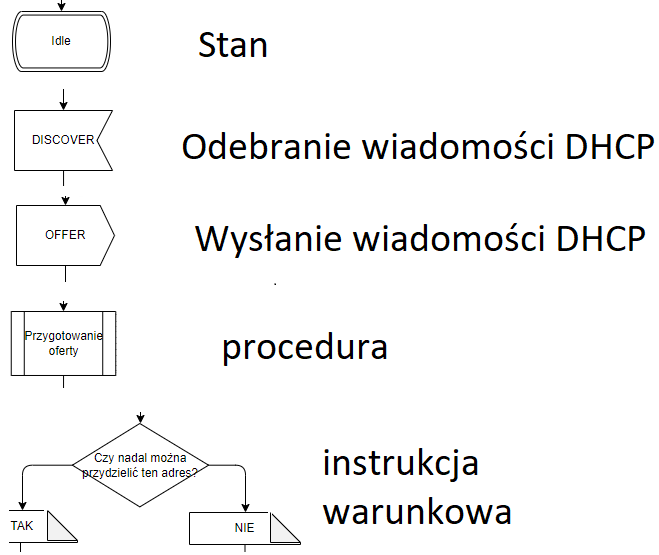 Idle
Stan
DISCOVER
Odebranie wiadomości DHCP
OFFER
Wysłanie wiadomości DHCP
Przygotowanie
oferty
procedura
Czy nadal można
przydzielić ten adres?
instrukcja
warunkowa
TAK
NIE